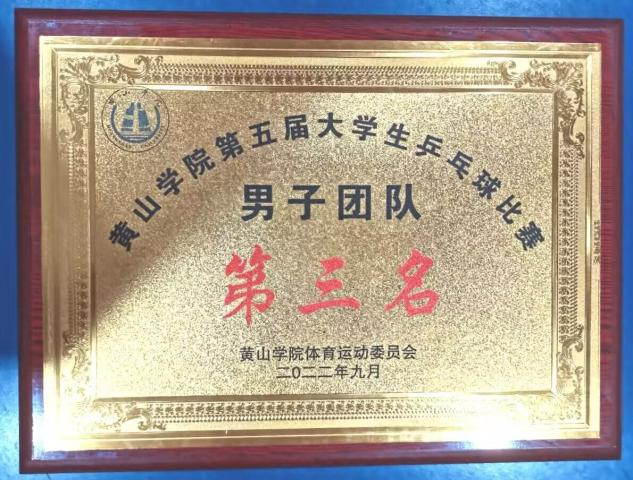 黄山学院第五届大学生乒乓球比赛
男子团队
第三名
黄山学院体育运动委员会
二〇二二年九月